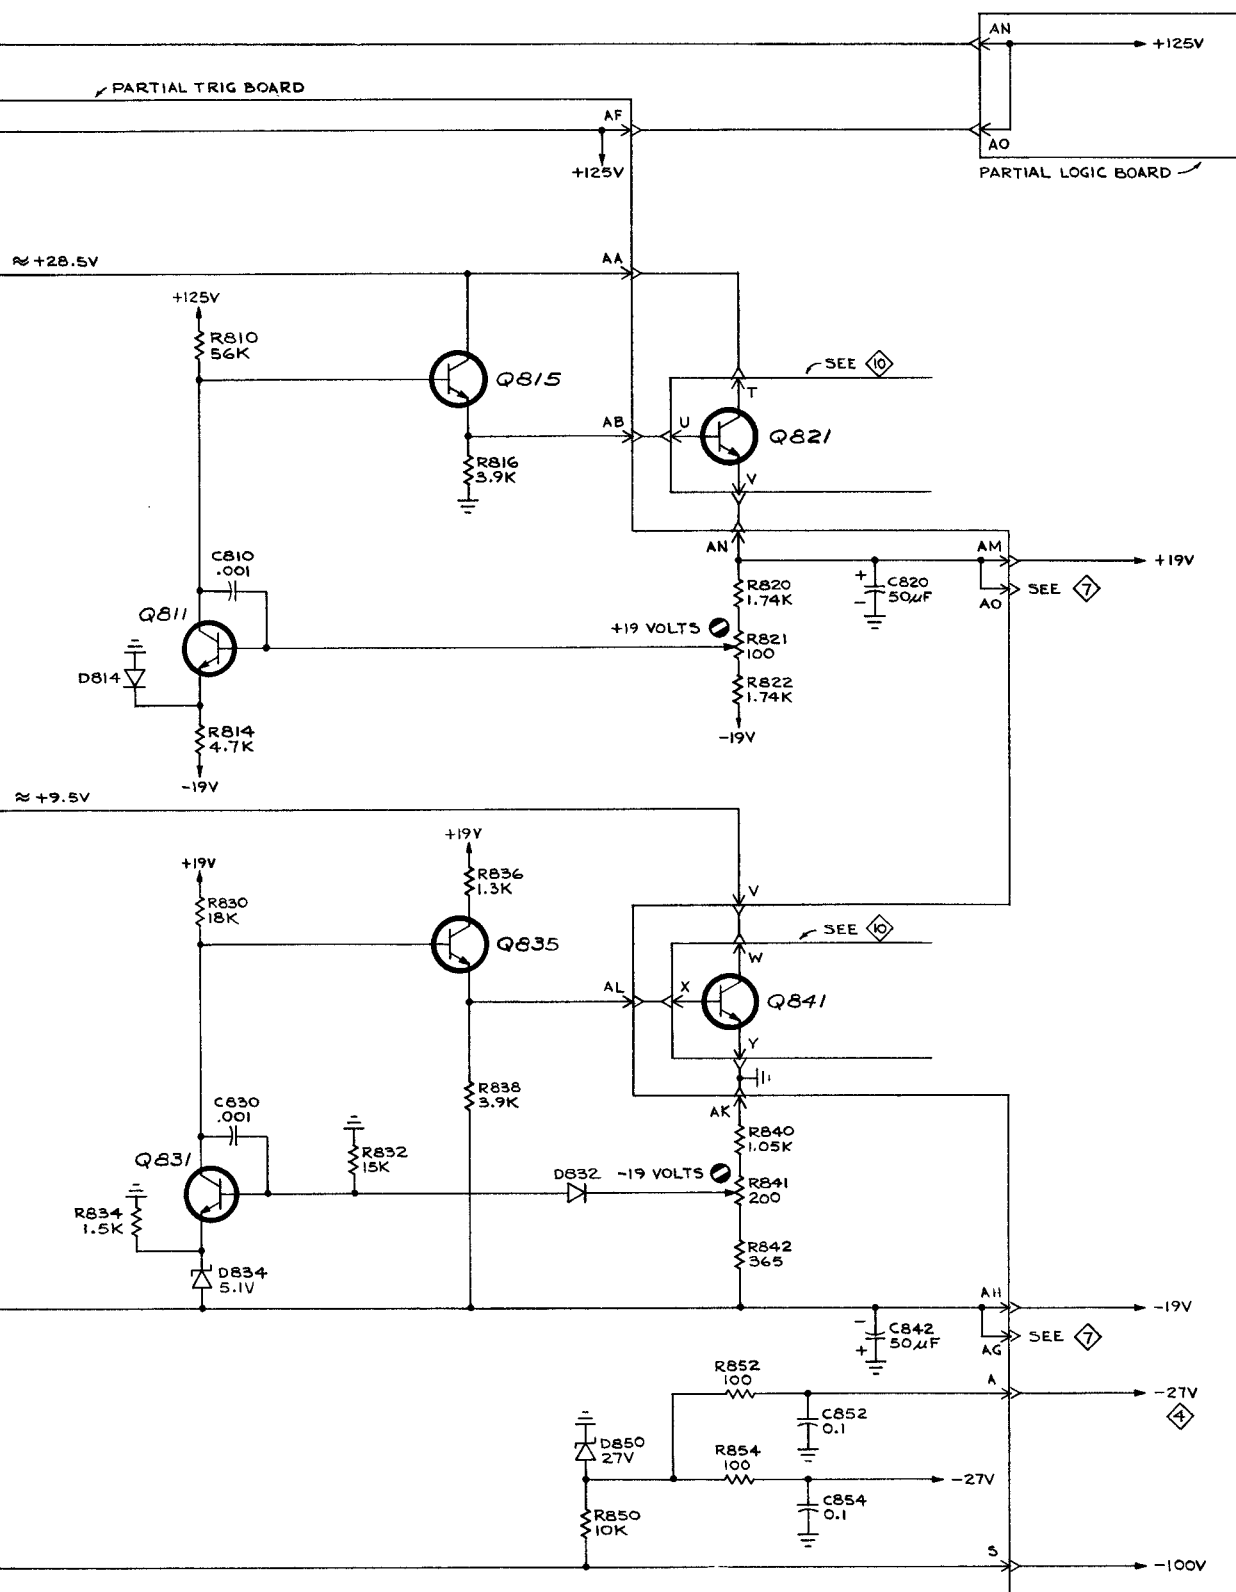 AN
+125V
PARTIAL TRIG BOARD
AF
AO
+125V
PARTIAL LOGIC BOARD
≈ +28.5V
AA
+125V
R810
56K
SEE 10
Q815
T
AB
U
Q821
R816
3.9K
V
AN
AM
+19V
C810
.001
R820
1.74K
+
C820
50µF
-
AO
SEE 7
Q811
+19 VOLTS
R821
100
D814
R822
1.74K
R814
4.7K
-19V
-19V
≈ +9.5V
+19V
+19V
R836
1.3K
V
R830
18K
SEE 10
Q835
W
AL
X
Q841
Y
R838
3.9K
C830
.001
AK
R840
1.05K
Q831
R832
15K
D832
-19 VOLTS
R841
200
R834
1.5K
R842
365
D834
5.1V
AH
-19V
-
C842
50µF
+
AG
SEE 7
R852
100
A
-27V
4
C852
0.1
D850
27V
R854
100
-27V
C854
0.1
R850
10K
S
-100V